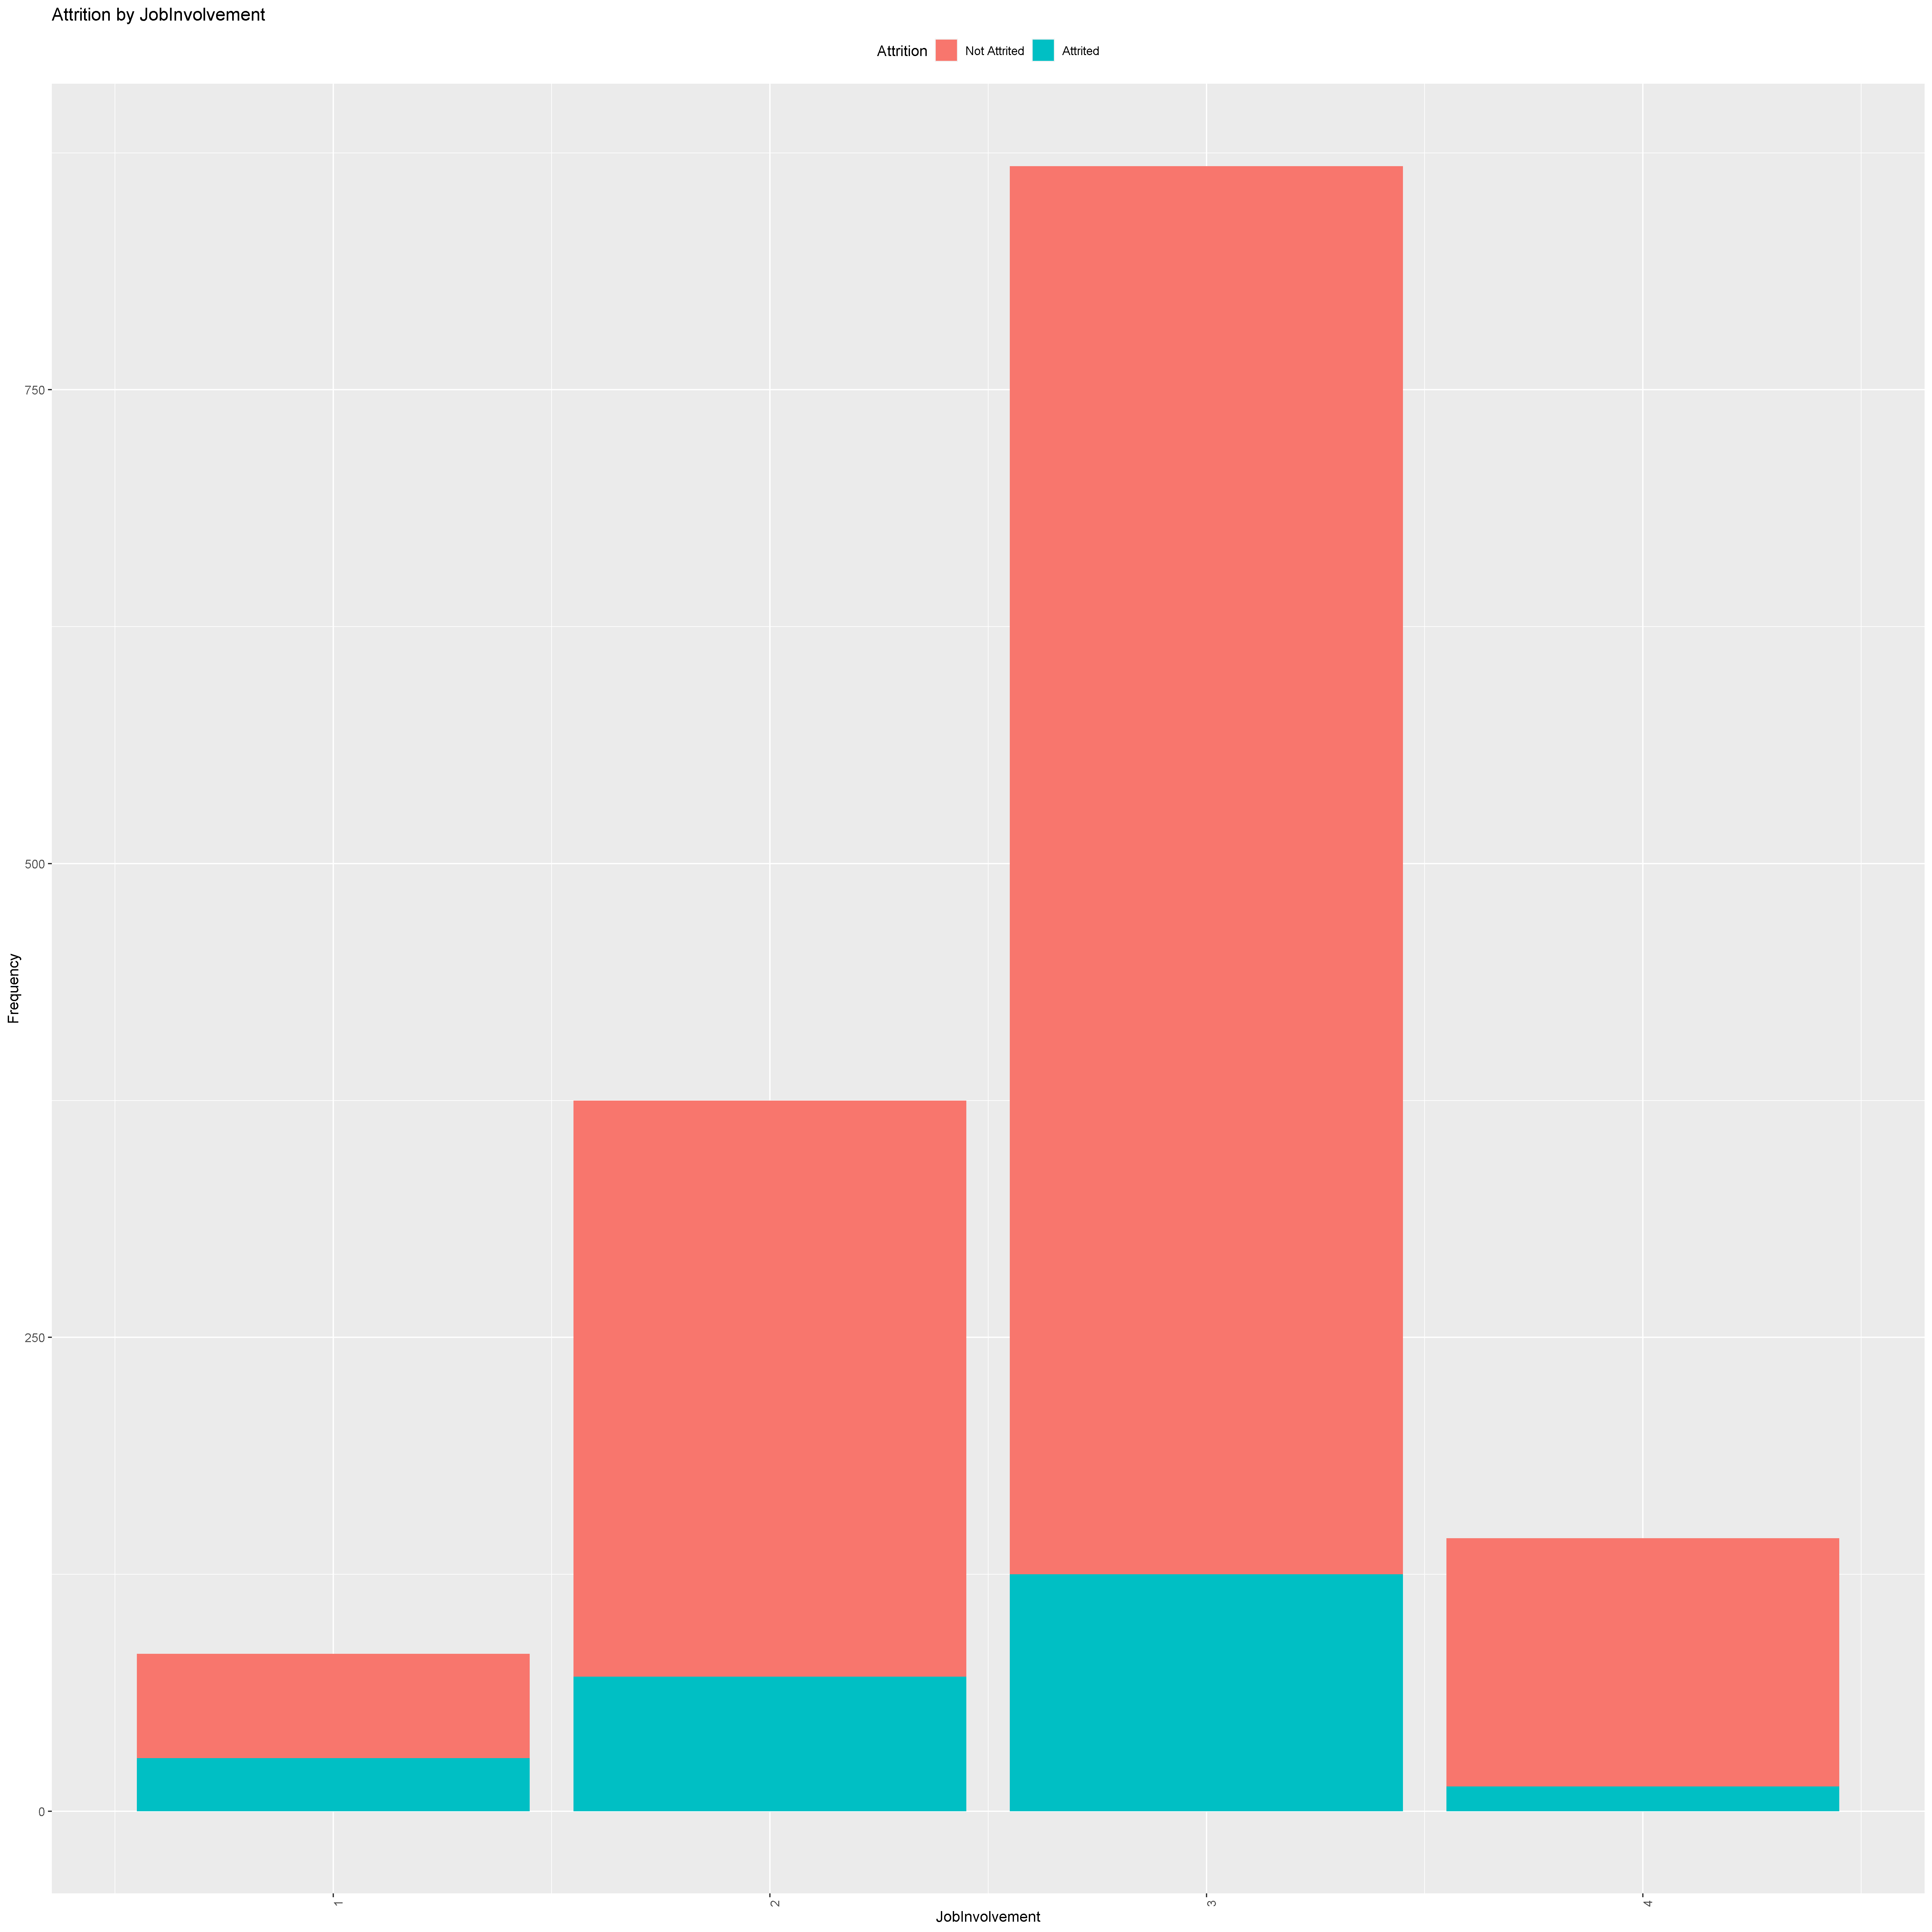 Attrition by JobInvolvement
Attrition Not Attrited Attrited
750
500
250
0
Frequency
1 2 3 4
JobInvolvement